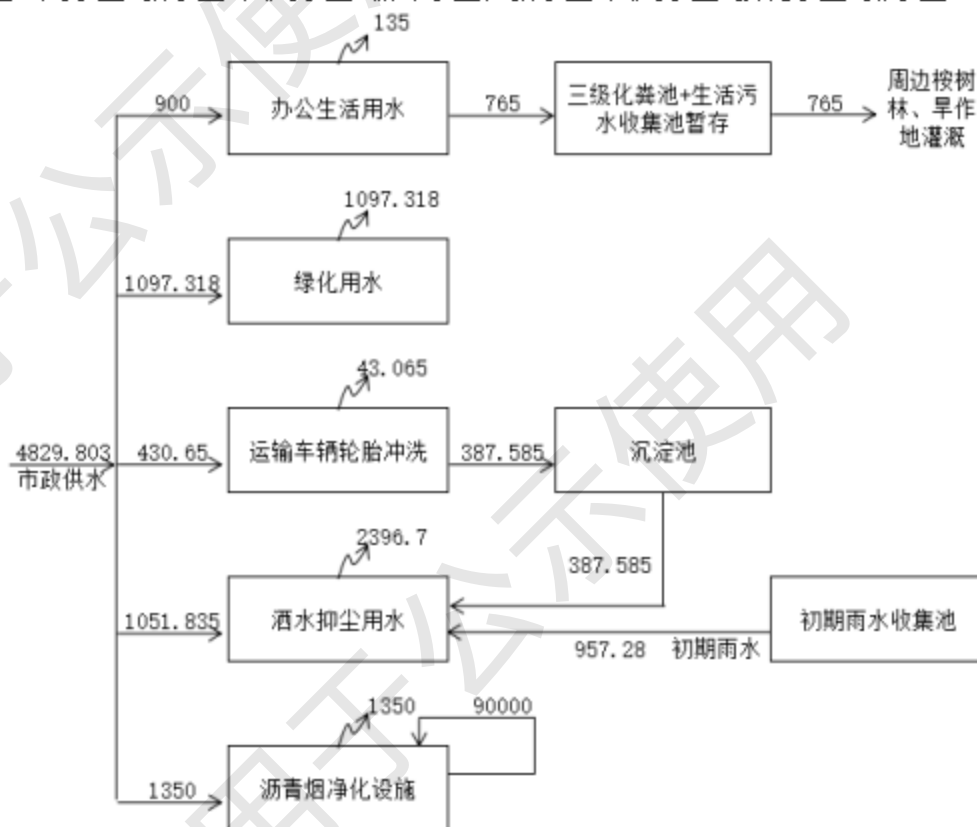 135
900
办公生活用水
765
三级化粪池+生活污
水收集池暂存
765
周边桉树
林、旱作
地灌溉
1097.318
1097.318
绿化用水
43.065
4829.803
市政供水
430.65
运输车辆轮胎冲洗
387.585
沉淀池
2396.7
387.585
1051.835
洒水抑尘用水
957.28 初期雨水
初期雨水收集池
1350
90000
1350
沥青烟净化设施